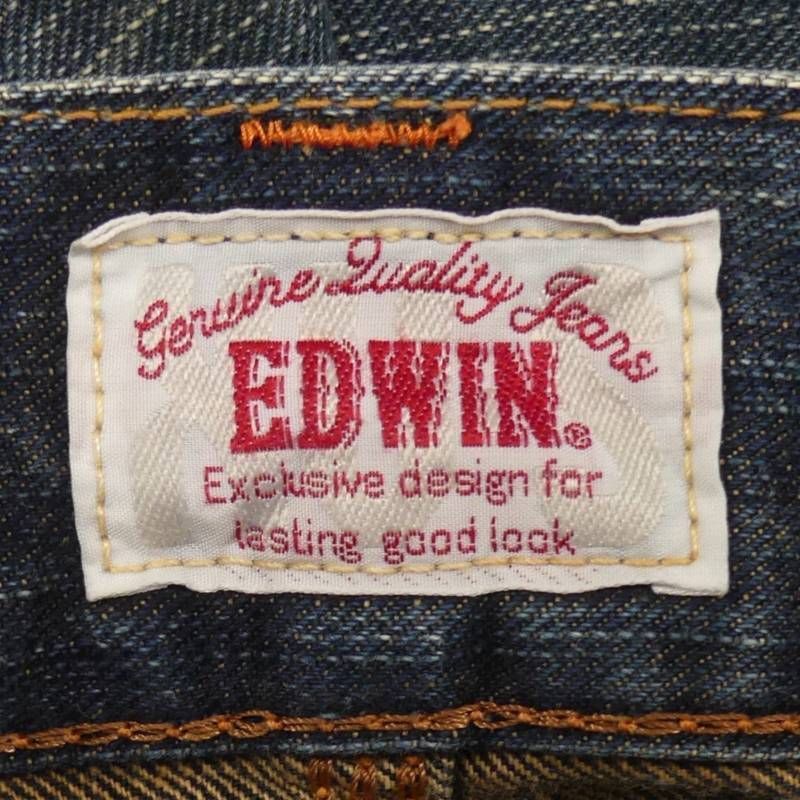 Genuine Quality Jeans
EDWIN®
Exclusive design for
lasting good look